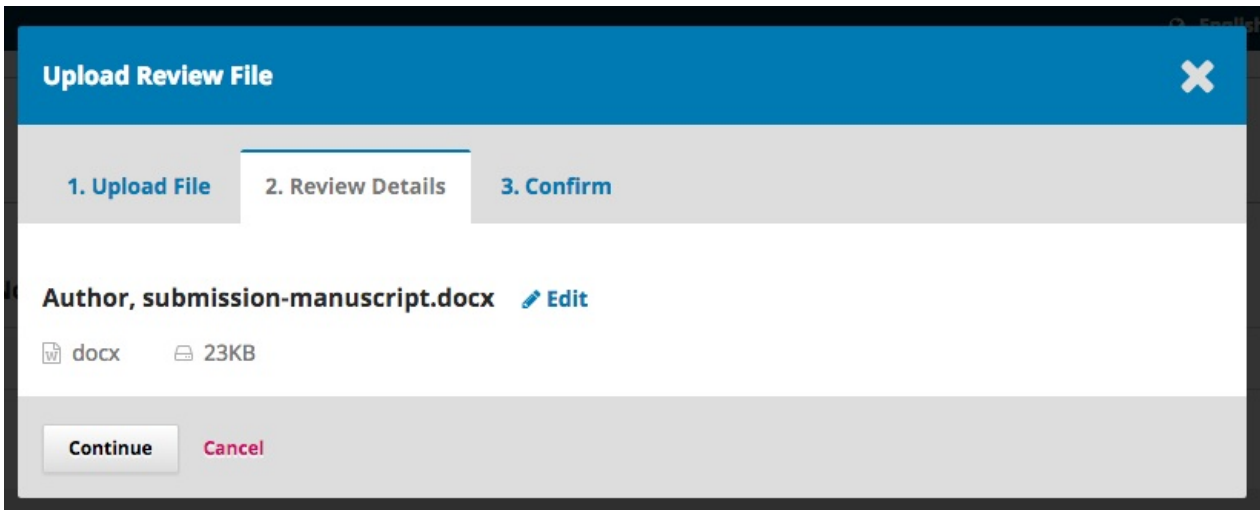 English
Upload Review File
1. Upload File 2. Review Details 3. Confirm
Author, submission-manuscript.docx Edit
docx 23KB
Continue Cancel